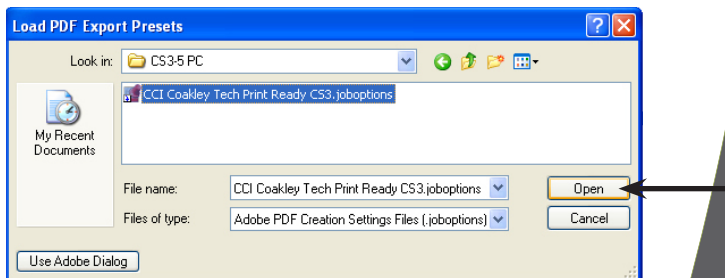 Load PDF Export Presets
Look in: CS3-5 PC
CCI Coakley Tech Print Ready CS3.joboptions
My Recent
Documents
File name: CCI Coakley Tech Print Ready CS3.joboptions Open
Files of type: Adobe PDF Creation Settings Files (.joboptions) Cancel
Use Adobe Dialog